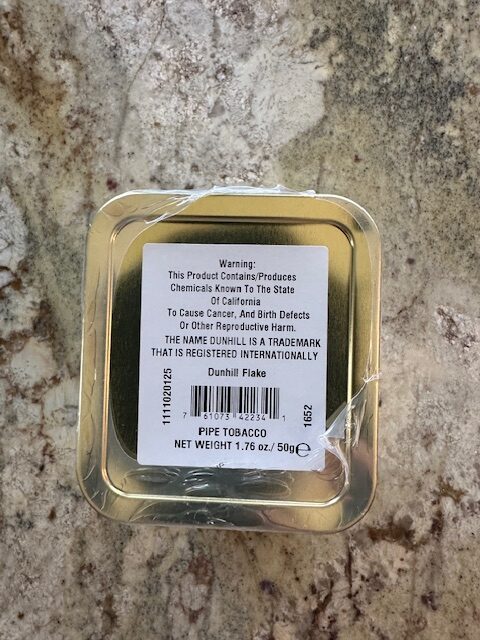 Warning:
This Product Contains/Produces
Chemicals Known To The State
Of California
To Cause Cancer, And Birth Defects
Or Other Reproductive Harm.
THE NAME DUNHILL IS A TRADEMARK
THAT IS REGISTERED INTERNATIONALLY
Dunhill Flake
1111020125
7 61073 42234 1
1652
PIPE TOBACCO
NET WEIGHT 1.76 oz./ 50g℮